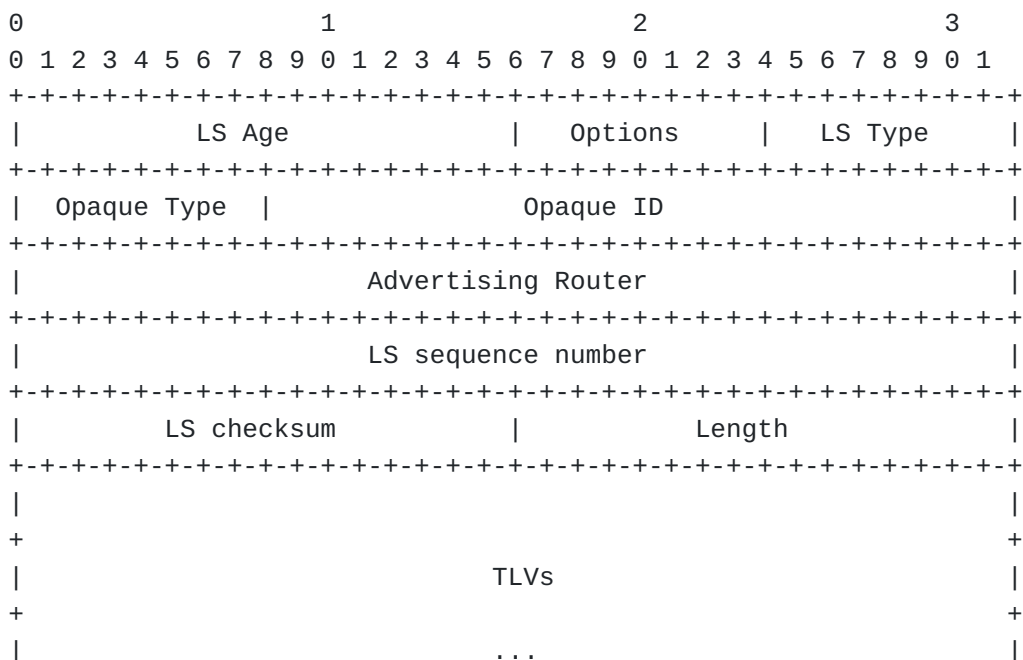 0                   1                   2                   3
0 1 2 3 4 5 6 7 8 9 0 1 2 3 4 5 6 7 8 9 0 1 2 3 4 5 6 7 8 9 0 1
+-+-+-+-+-+-+-+-+-+-+-+-+-+-+-+-+-+-+-+-+-+-+-+-+-+-+-+-+-+-+-+-+
|           LS Age              |   Options     |   LS Type     |
+-+-+-+-+-+-+-+-+-+-+-+-+-+-+-+-+-+-+-+-+-+-+-+-+-+-+-+-+-+-+-+-+
|  Opaque Type  |                Opaque ID                      |
+-+-+-+-+-+-+-+-+-+-+-+-+-+-+-+-+-+-+-+-+-+-+-+-+-+-+-+-+-+-+-+-+
|                      Advertising Router                       |
+-+-+-+-+-+-+-+-+-+-+-+-+-+-+-+-+-+-+-+-+-+-+-+-+-+-+-+-+-+-+-+-+
|                      LS sequence number                       |
+-+-+-+-+-+-+-+-+-+-+-+-+-+-+-+-+-+-+-+-+-+-+-+-+-+-+-+-+-+-+-+-+
|         LS checksum           |           Length              |
+-+-+-+-+-+-+-+-+-+-+-+-+-+-+-+-+-+-+-+-+-+-+-+-+-+-+-+-+-+-+-+-+
|                                                               |
+                                                               +
|                              TLVs                             |
+                                                               +
|                              ...                              |